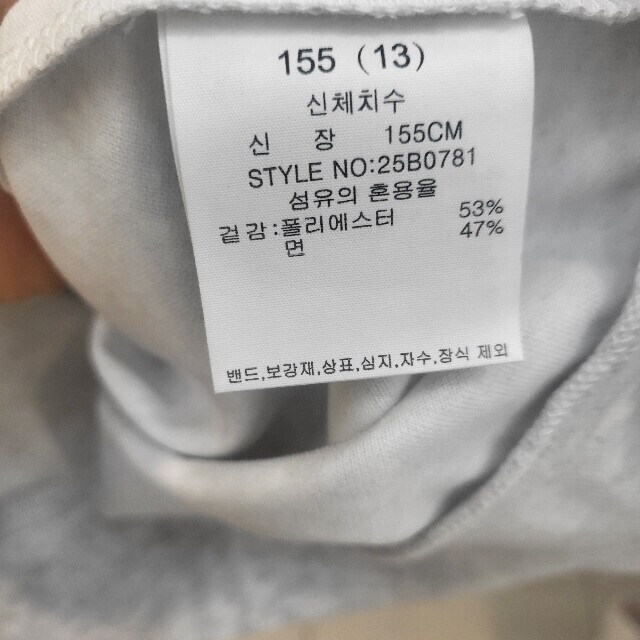 155 (13)
신체치수
신 장 155CM
STYLE NO:25B0781
섬유의 혼용율
겉감:폴리에스터 53%
면 47%
밴드,보강재,상표,심지,자수,장식 제외